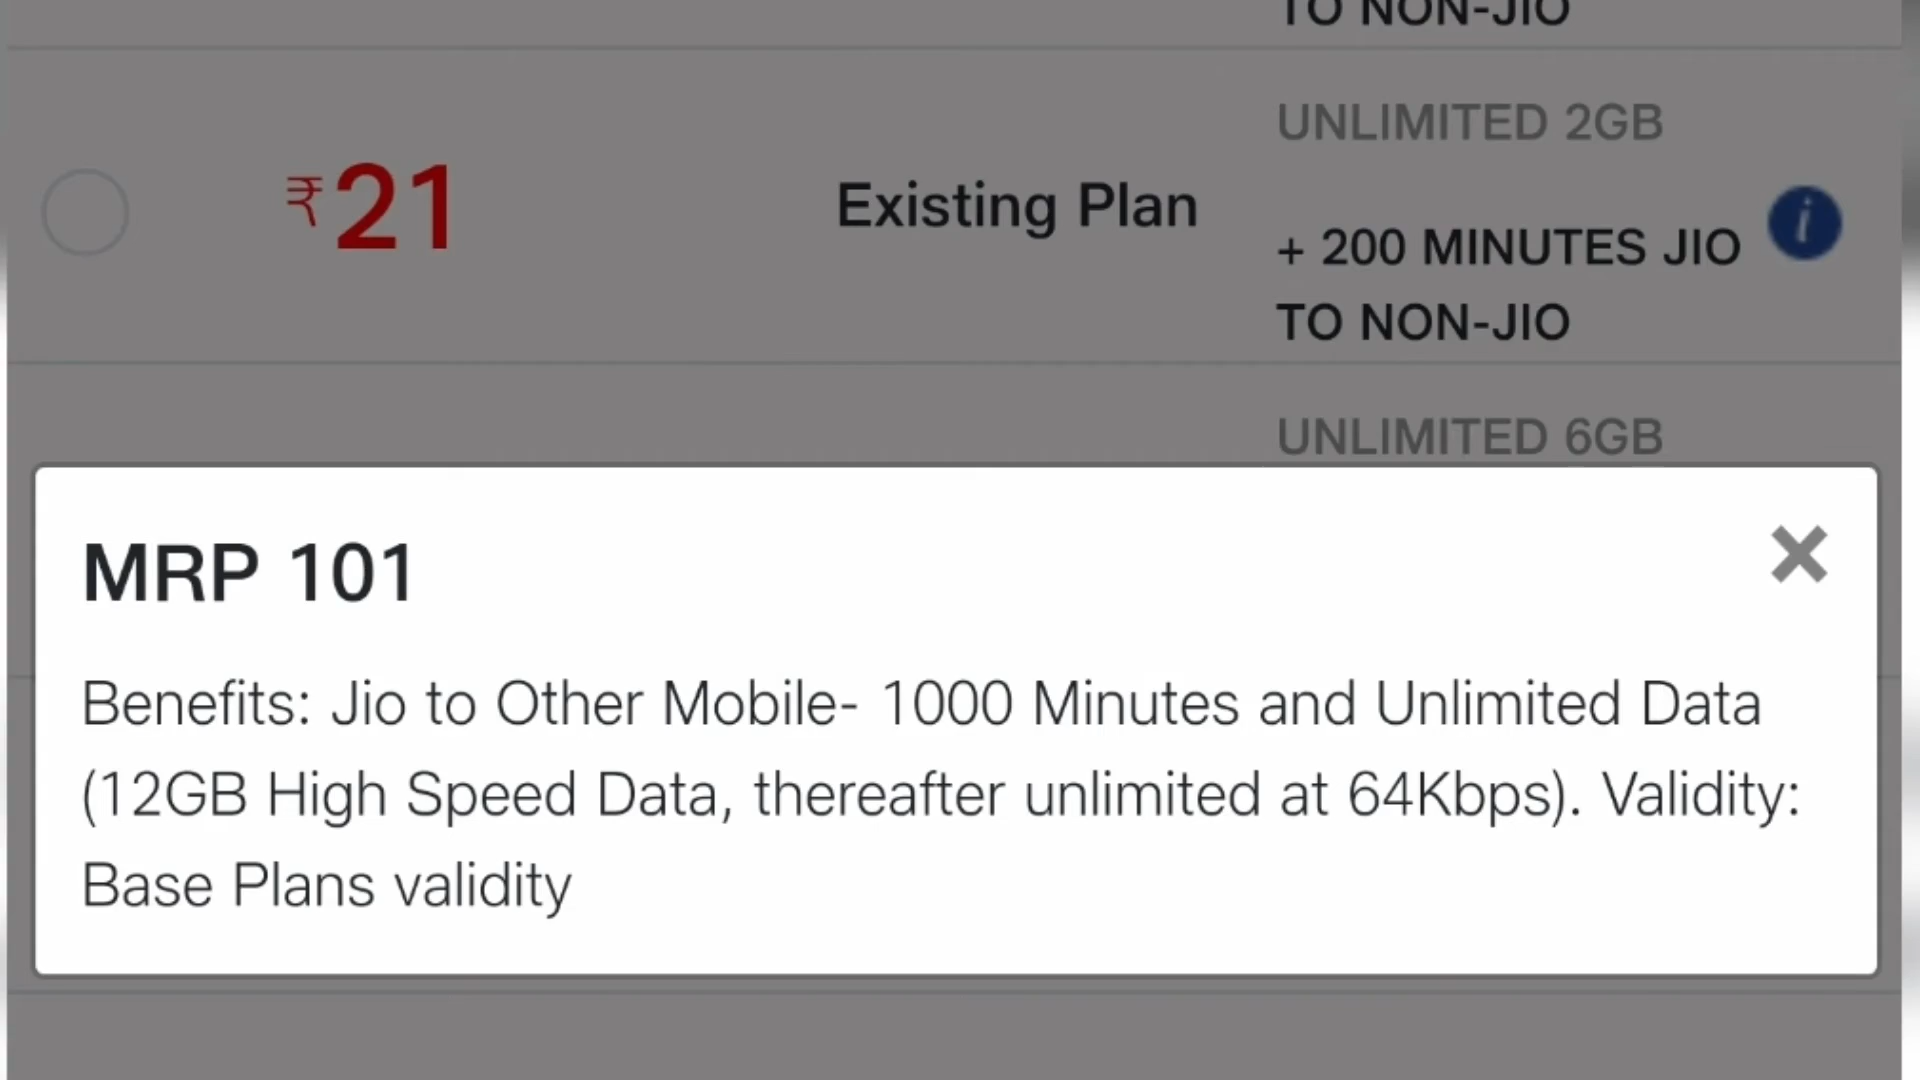 TO NON-JIO
UNLIMITED 2GB
₹21
Existing Plan
+ 200 MINUTES JIO
TO NON-JIO
UNLIMITED 6GB
MRP 101
Benefits: Jio to Other Mobile- 1000 Minutes and Unlimited Data
(12GB High Speed Data, thereafter unlimited at 64Kbps). Validity:
Base Plans validity